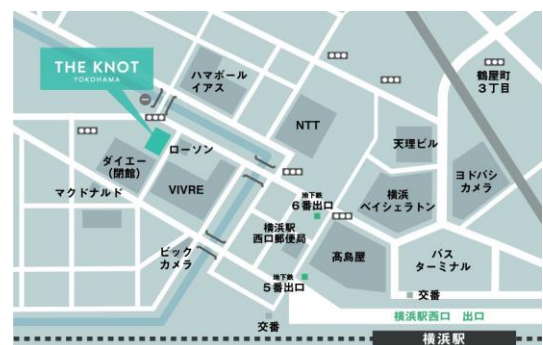 THE KNOT
YOKOHAMA
ハマボール
イアス
鶴屋町
3丁目
NTT
天理ビル
ダイエー
(閉館)
ローソン
マクドナルド
VIVRE
地下鉄
6番出口
横浜
ベイシェラトン
ヨドバシ
カメラ
横浜駅
西口郵便局
髙島屋
バス
ターミナル
ビック
カメラ
地下鉄
5番出口
交番
交番
横浜駅西口 出口
横浜駅